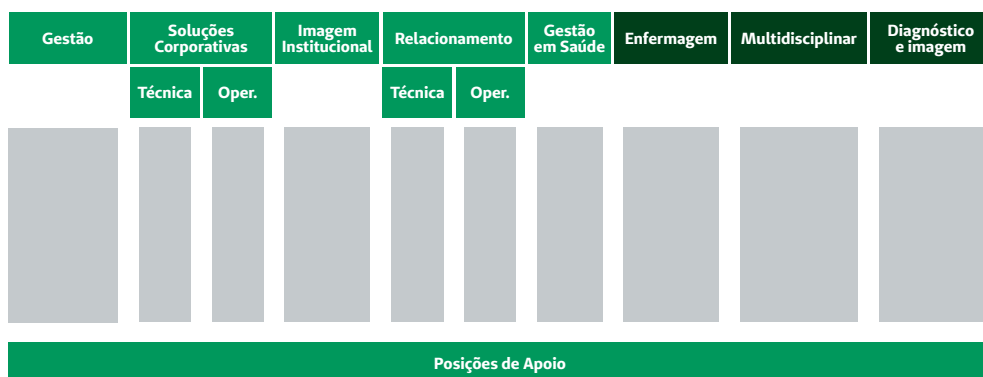 Gestão
Soluções
Corporativas
Imagem
Institucional
Relacionamento
Gestão
em Saúde
Enfermagem
Multidisciplinar
Diagnóstico
e imagem
Técnica
Oper.
Técnica
Oper.
Posições de Apoio